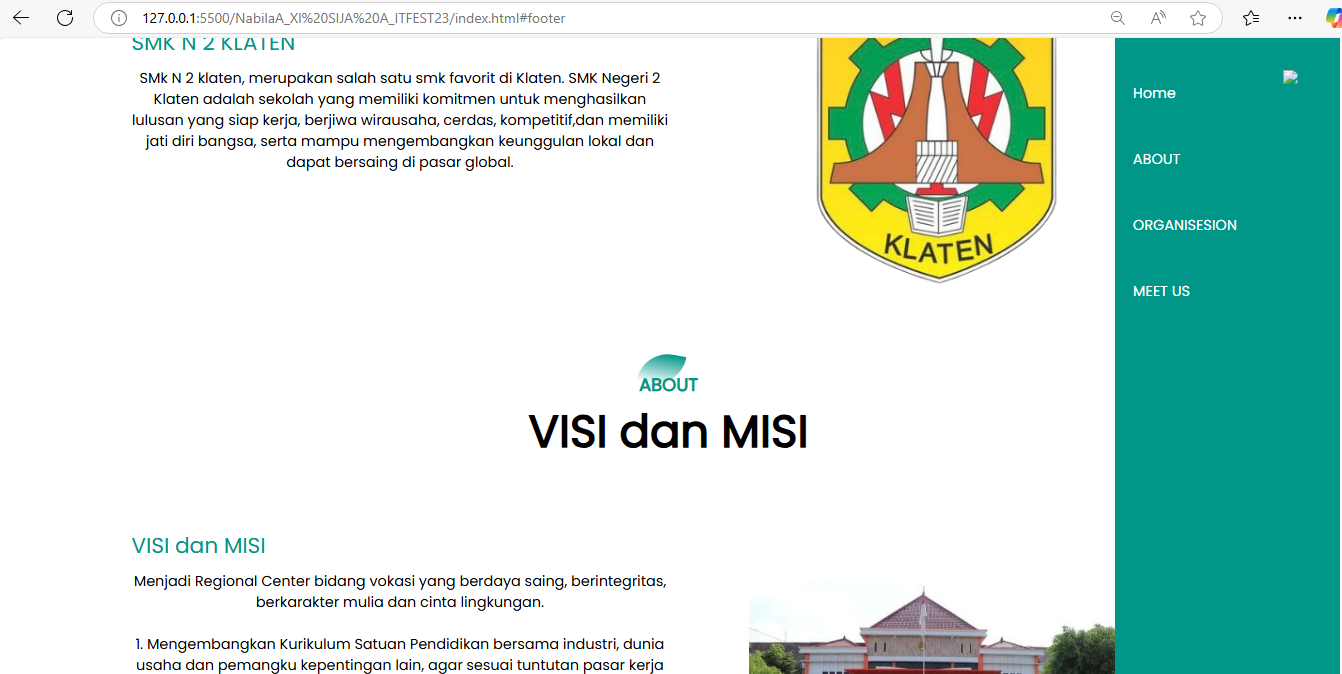 127.0.0.1:5500/NabilaA_XI%20SIJA%20A_ITFEST23/index.html#footer
SMK N 2 KLATEN
SMk N 2 klaten, merupakan salah satu smk favorit di Klaten. SMK Negeri 2
Klaten adalah sekolah yang memiliki komitmen untuk menghasilkan
lulusan yang siap kerja, berjiwa wirausaha, cerdas, kompetitif,dan memiliki
jati diri bangsa, serta mampu mengembangkan keunggulan lokal dan
dapat bersaing di pasar global.
KLATEN
Home
ABOUT
ORGANISESION
MEET US
ABOUT
VISI dan MISI
VISI dan MISI
Menjadi Regional Center bidang vokasi yang berdaya saing, berintegritas,
berkarakter mulia dan cinta lingkungan.
1. Mengembangkan Kurikulum Satuan Pendidikan bersama industri, dunia
usaha dan pemangku kepentingan lain, agar sesuai tuntutan pasar kerja